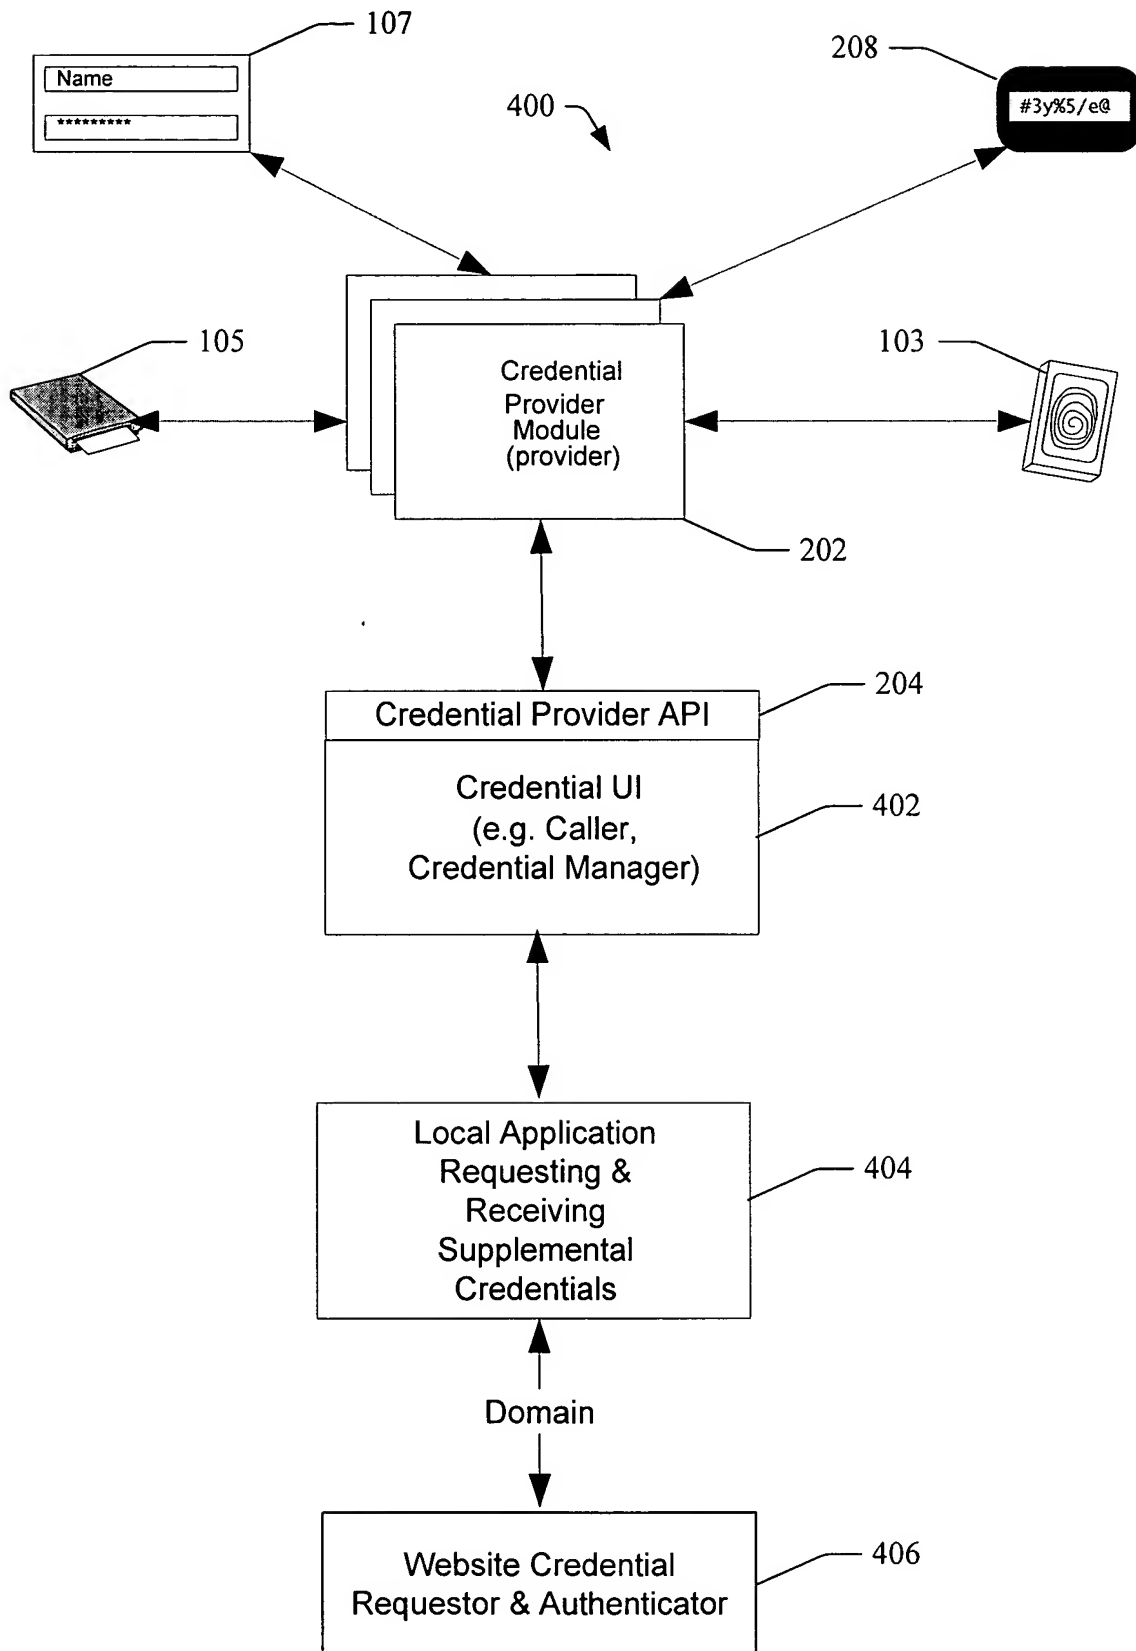 107
Name
*********
400
208
#3y%5/e@
105
103
Credential
Provider
Module
(provider)
202
204
Credential Provider API
Credential UI
(e.g. Caller,
Credential Manager)
402
Local Application
Requesting &
Receiving
Supplemental
Credentials
404
Domain
Website Credential
Requestor & Authenticator
406